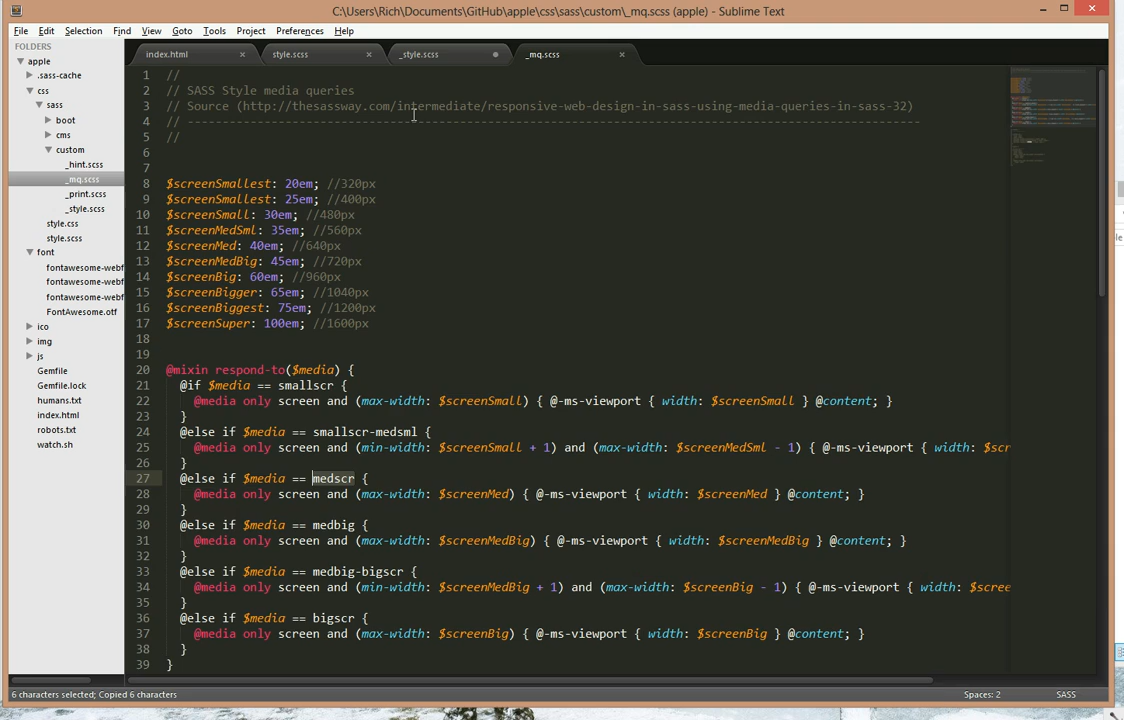 C:\Users\Rich\Documents\GitHub\apple\css\sass\custom\_mq.scss (apple) - Sublime Text
File Edit Selection Find View Goto Tools Project Preferences Help
FOLDERS
apple
.sass-cache
css
sass
boot
cms
custom
_hint.scss
_mq.scss
_print.scss
_style.scss
style.css
style.scss
font
fontawesome-webf
fontawesome-webf
fontawesome-webf
FontAwesome.otf
ico
img
js
Gemfile
Gemfile.lock
humans.txt
index.html
robots.txt
watch.sh
index.html style.scss _style.scss _mq.scss
1 //
2 // SASS Style media queries
3 // Source (http://thesassway.com/intermediate/responsive-web-design-in-sass-using-media-queries-in-sass-32)
4 // ---------------------------------------------------------------------------------------------------------
5 //
6
7
8 $screenSmallest: 20em; //320px
9 $screenSmallest: 25em; //400px
10 $screenSmall: 30em; //480px
11 $screenMedSml: 35em; //560px
12 $screenMed: 40em; //640px
13 $screenMedBig: 45em; //720px
14 $screenBig: 60em; //960px
15 $screenBigger: 65em; //1040px
16 $screenBiggest: 75em; //1200px
17 $screenSuper: 100em; //1600px
18
19
20 @mixin respond-to($media) {
21 @if $media == smallscr {
22 @media only screen and (max-width: $screenSmall) { @-ms-viewport { width: $screenSmall } @content; }
23 }
24 @else if $media == smallscr-medsml {
25 @media only screen and (min-width: $screenSmall + 1) and (max-width: $screenMedSml - 1) { @-ms-viewport { width: $scr
26 }
27 @else if $media == medscr {
28 @media only screen and (max-width: $screenMed) { @-ms-viewport { width: $screenMed } @content; }
29 }
30 @else if $media == medbig {
31 @media only screen and (max-width: $screenMedBig) { @-ms-viewport { width: $screenMedBig } @content; }
32 }
33 @else if $media == medbig-bigscr {
34 @media only screen and (min-width: $screenMedBig + 1) and (max-width: $screenBig - 1) { @-ms-viewport { width: $scree
35 }
36 @else if $media == bigscr {
37 @media only screen and (max-width: $screenBig) { @-ms-viewport { width: $screenBig } @content; }
38 }
39 }
6 characters selected; Copied 6 characters
Spaces: 2 SASS